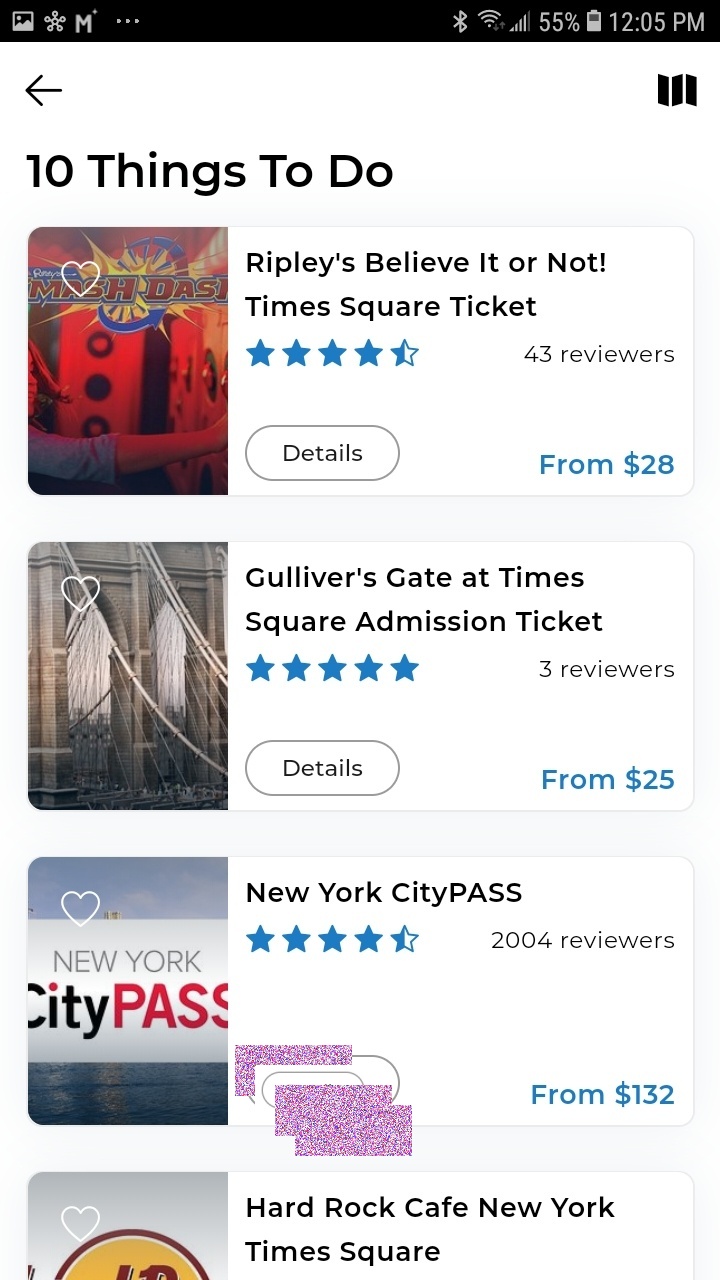 55% 12:05 PM
10 Things To Do
Ripley's
SMASH DASH
Ripley's Believe It or Not!
Times Square Ticket
43 reviewers
Details
From $28
Gulliver's Gate at Times
Square Admission Ticket
3 reviewers
Details
From $25
New York CityPASS
2004 reviewers
NEW YORK
CityPASS
From $132
Hard Rock Cafe New York
Times Square